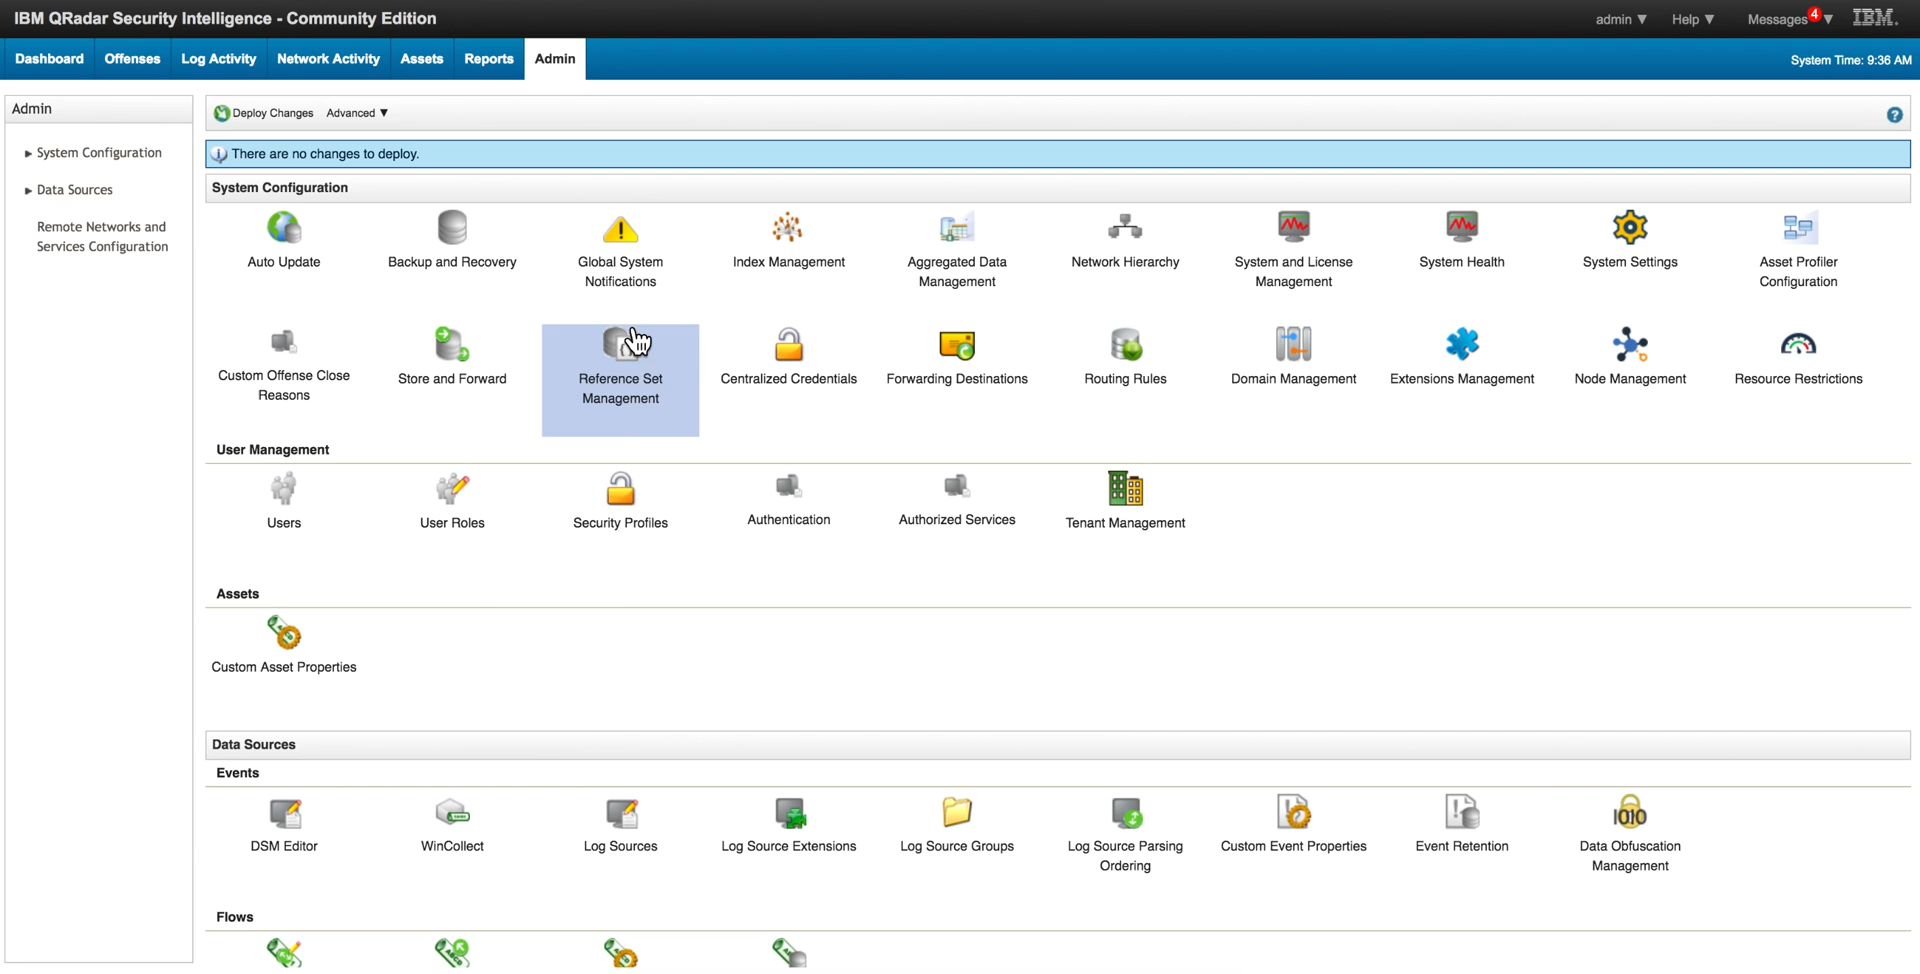 IBM QRadar Security Intelligence - Community Edition
admin ▼ Help ▼ Messages 4 ▼ IBM.
Dashboard Offenses Log Activity Network Activity Assets Reports Admin System Time: 9:36 AM
Admin
System Configuration
Data Sources
Remote Networks and
Services Configuration
Deploy Changes Advanced ▼
There are no changes to deploy.
System Configuration
Auto Update
Backup and Recovery
Global System
Notifications
Index Management
Aggregated Data
Management
Network Hierarchy
System and License
Management
System Health
System Settings
Asset Profiler
Configuration
Custom Offense Close
Reasons
Store and Forward
Reference Set
Management
Centralized Credentials
Forwarding Destinations
Routing Rules
Domain Management
Extensions Management
Node Management
Resource Restrictions
User Management
Users
User Roles
Security Profiles
Authentication
Authorized Services
Tenant Management
Assets
Custom Asset Properties
Data Sources
Events
DSM Editor
WinCollect
Log Sources
Log Source Extensions
Log Source Groups
Log Source Parsing
Ordering
Custom Event Properties
Event Retention
Data Obfuscation
Management
Flows